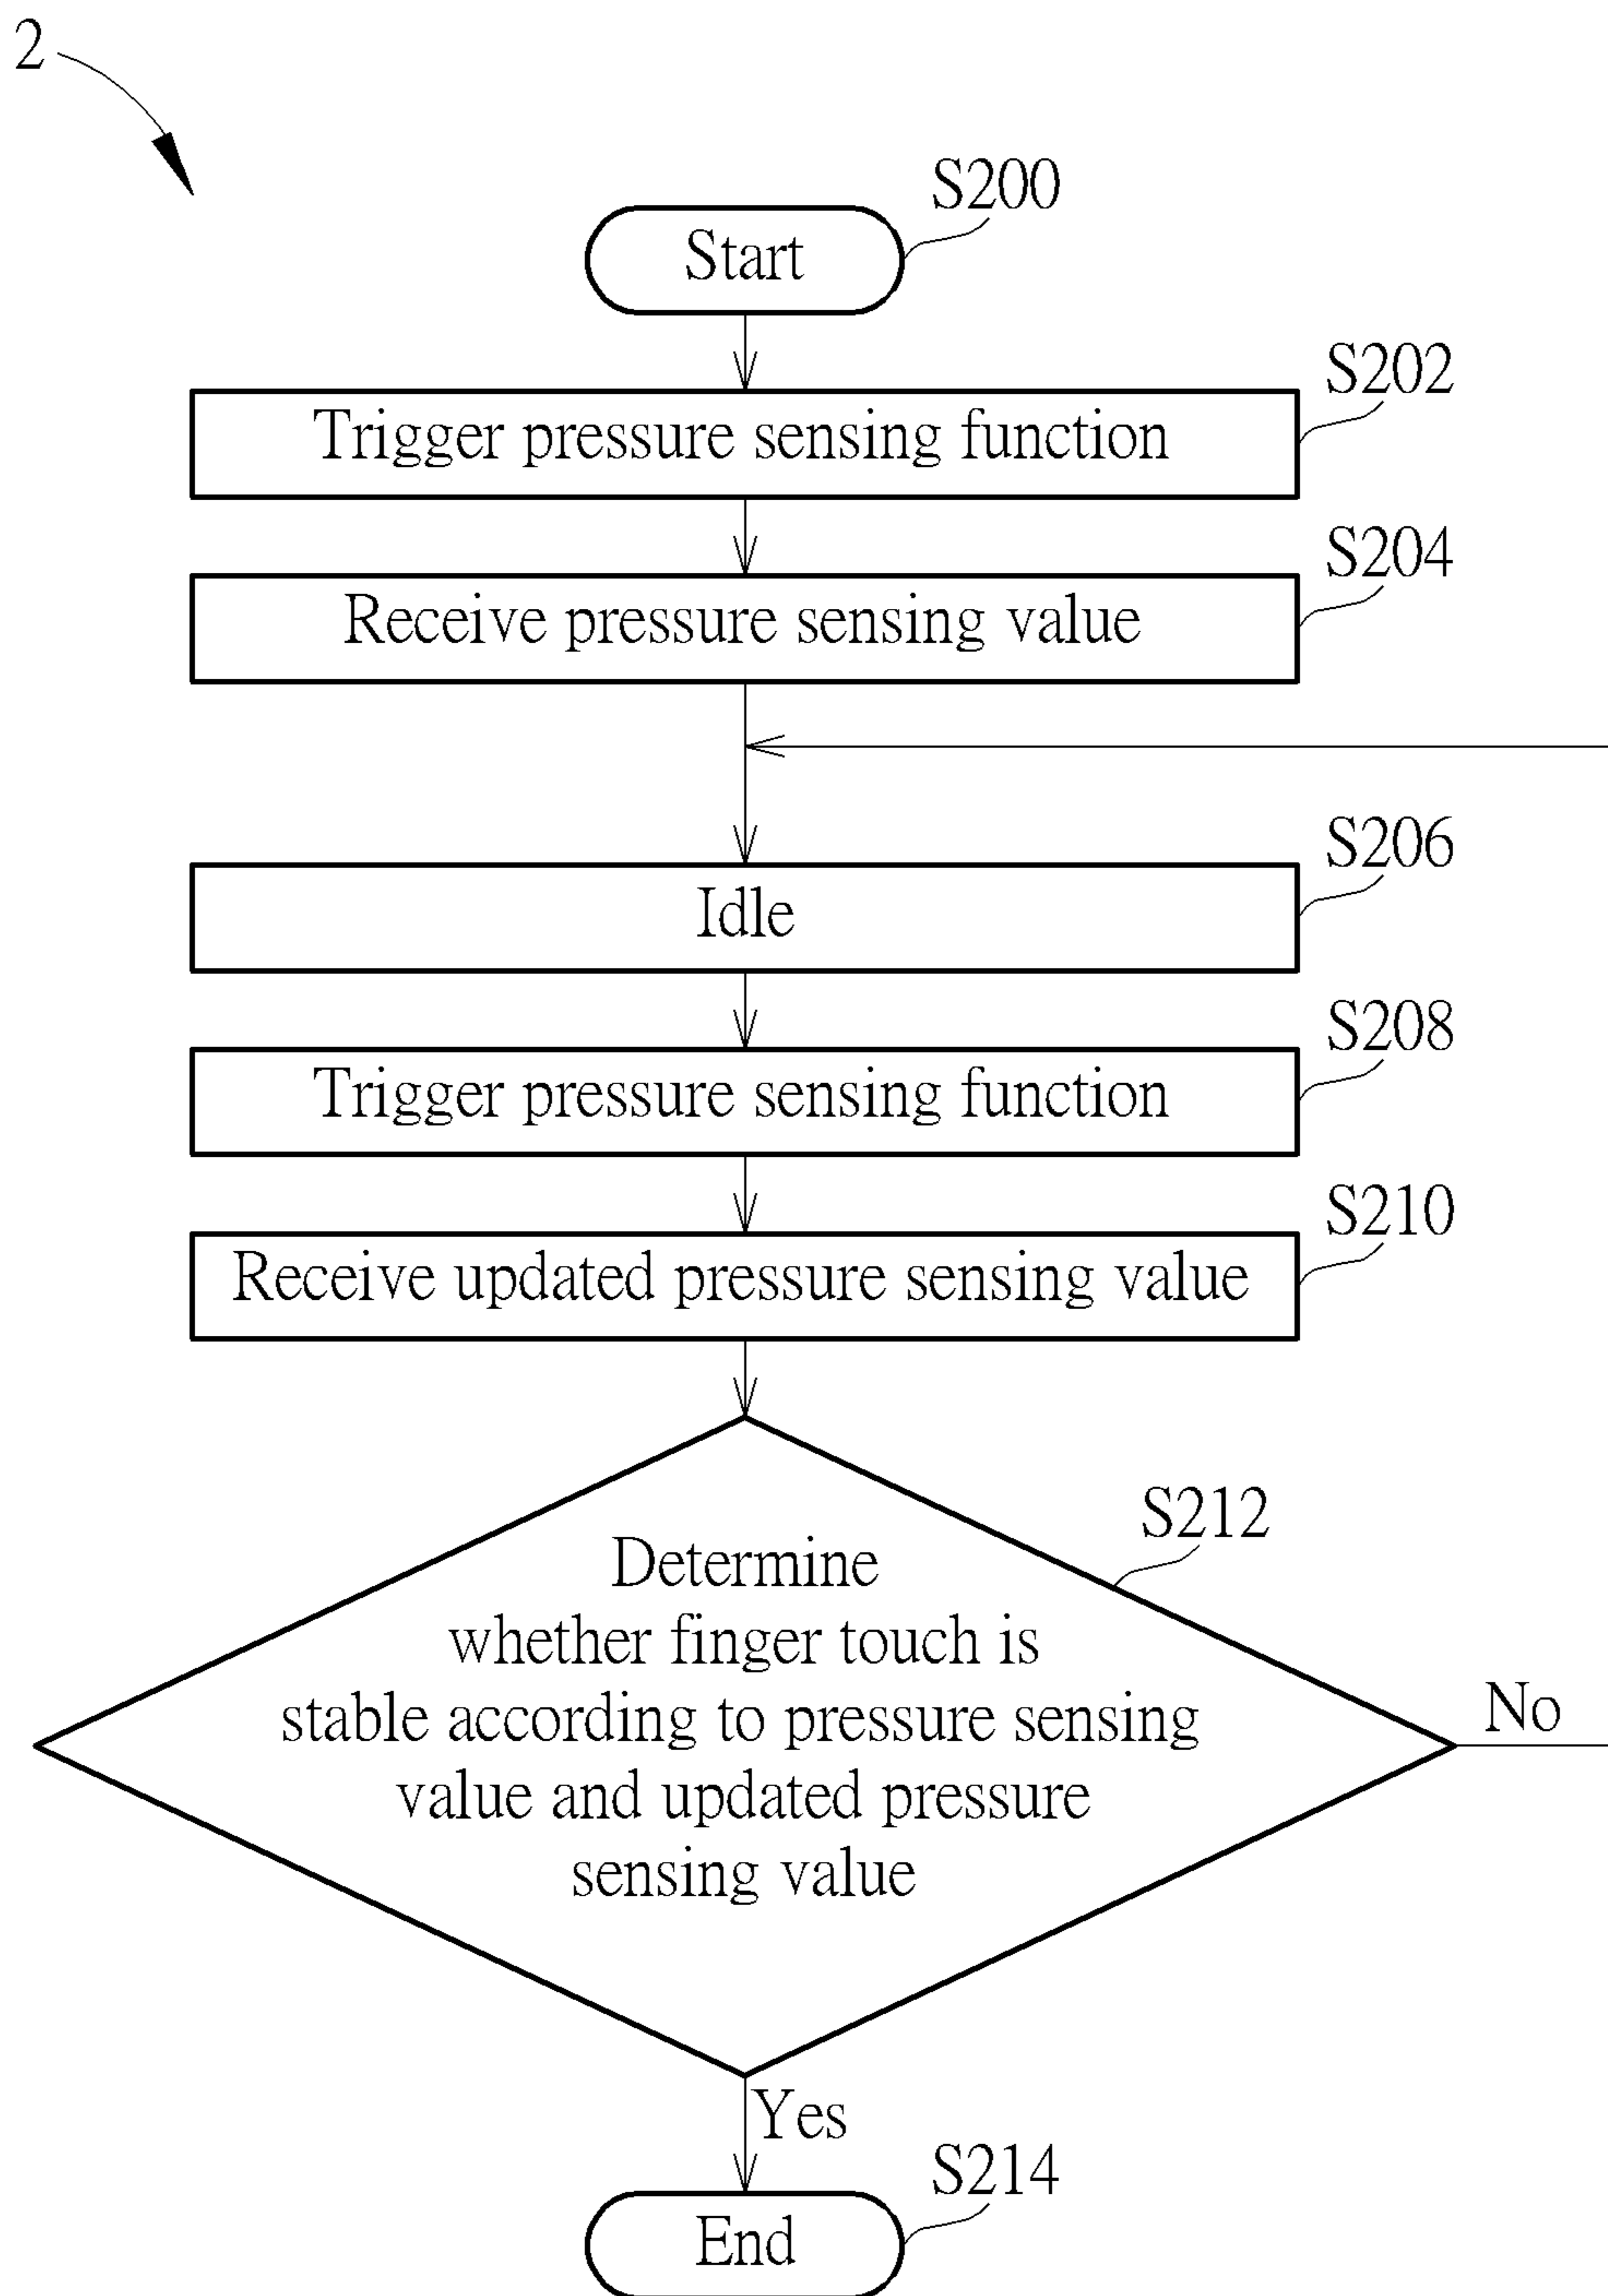 2
S200
Start
S202
Trigger pressure sensing function
S204
Receive pressure sensing value
S206
Idle
S208
Trigger pressure sensing function
S210
Receive updated pressure sensing value
S212
Determine
whether finger touch is
stable according to pressure sensing
value and updated pressure
sensing value
No
Yes
S214
End